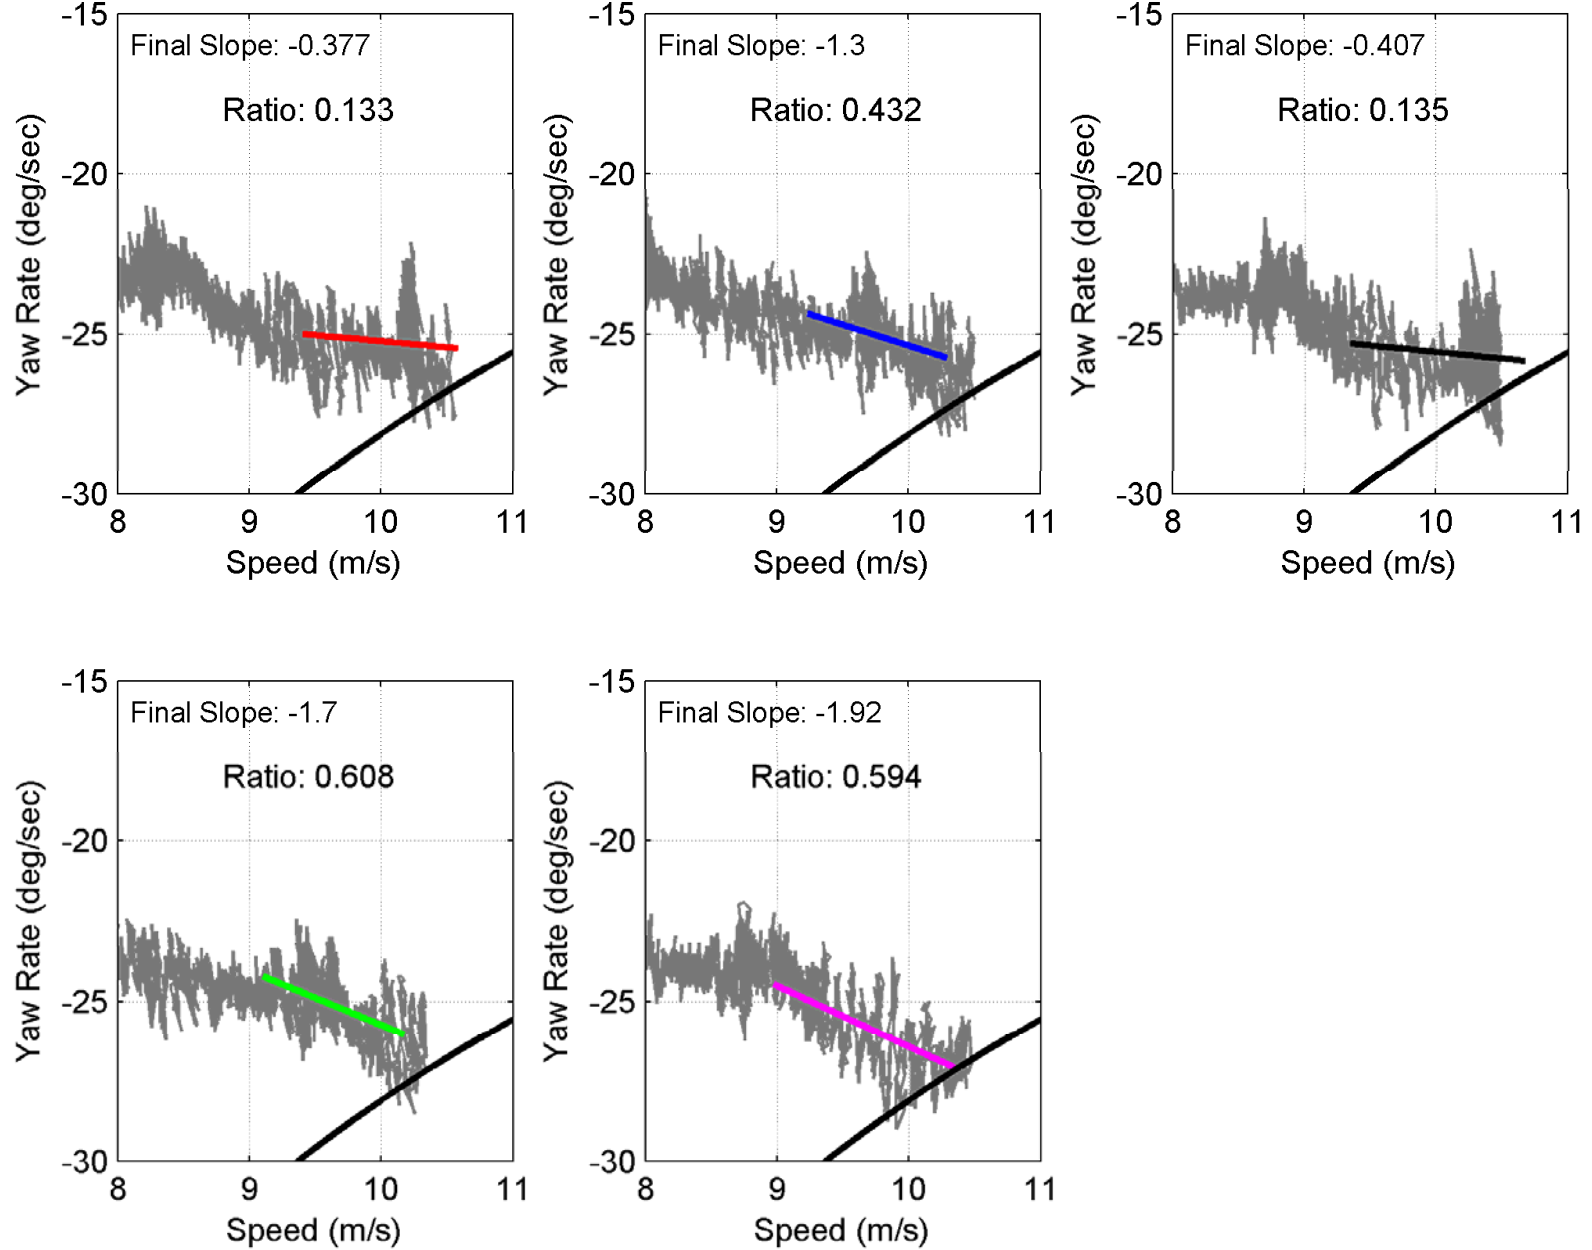 -15
Final Slope: -0.377
Ratio: 0.133
-20
-25
-30
Yaw Rate (deg/sec)
8 9 10 11
Speed (m/s)
-15
Final Slope: -1.3
Ratio: 0.432
-20
-25
-30
Yaw Rate (deg/sec)
8 9 10 11
Speed (m/s)
-15
Final Slope: -0.407
Ratio: 0.135
-20
-25
-30
Yaw Rate (deg/sec)
8 9 10 11
Speed (m/s)
-15
Final Slope: -1.7
Ratio: 0.608
-20
-25
-30
Yaw Rate (deg/sec)
8 9 10 11
Speed (m/s)
-15
Final Slope: -1.92
Ratio: 0.594
-20
-25
-30
Yaw Rate (deg/sec)
8 9 10 11
Speed (m/s)